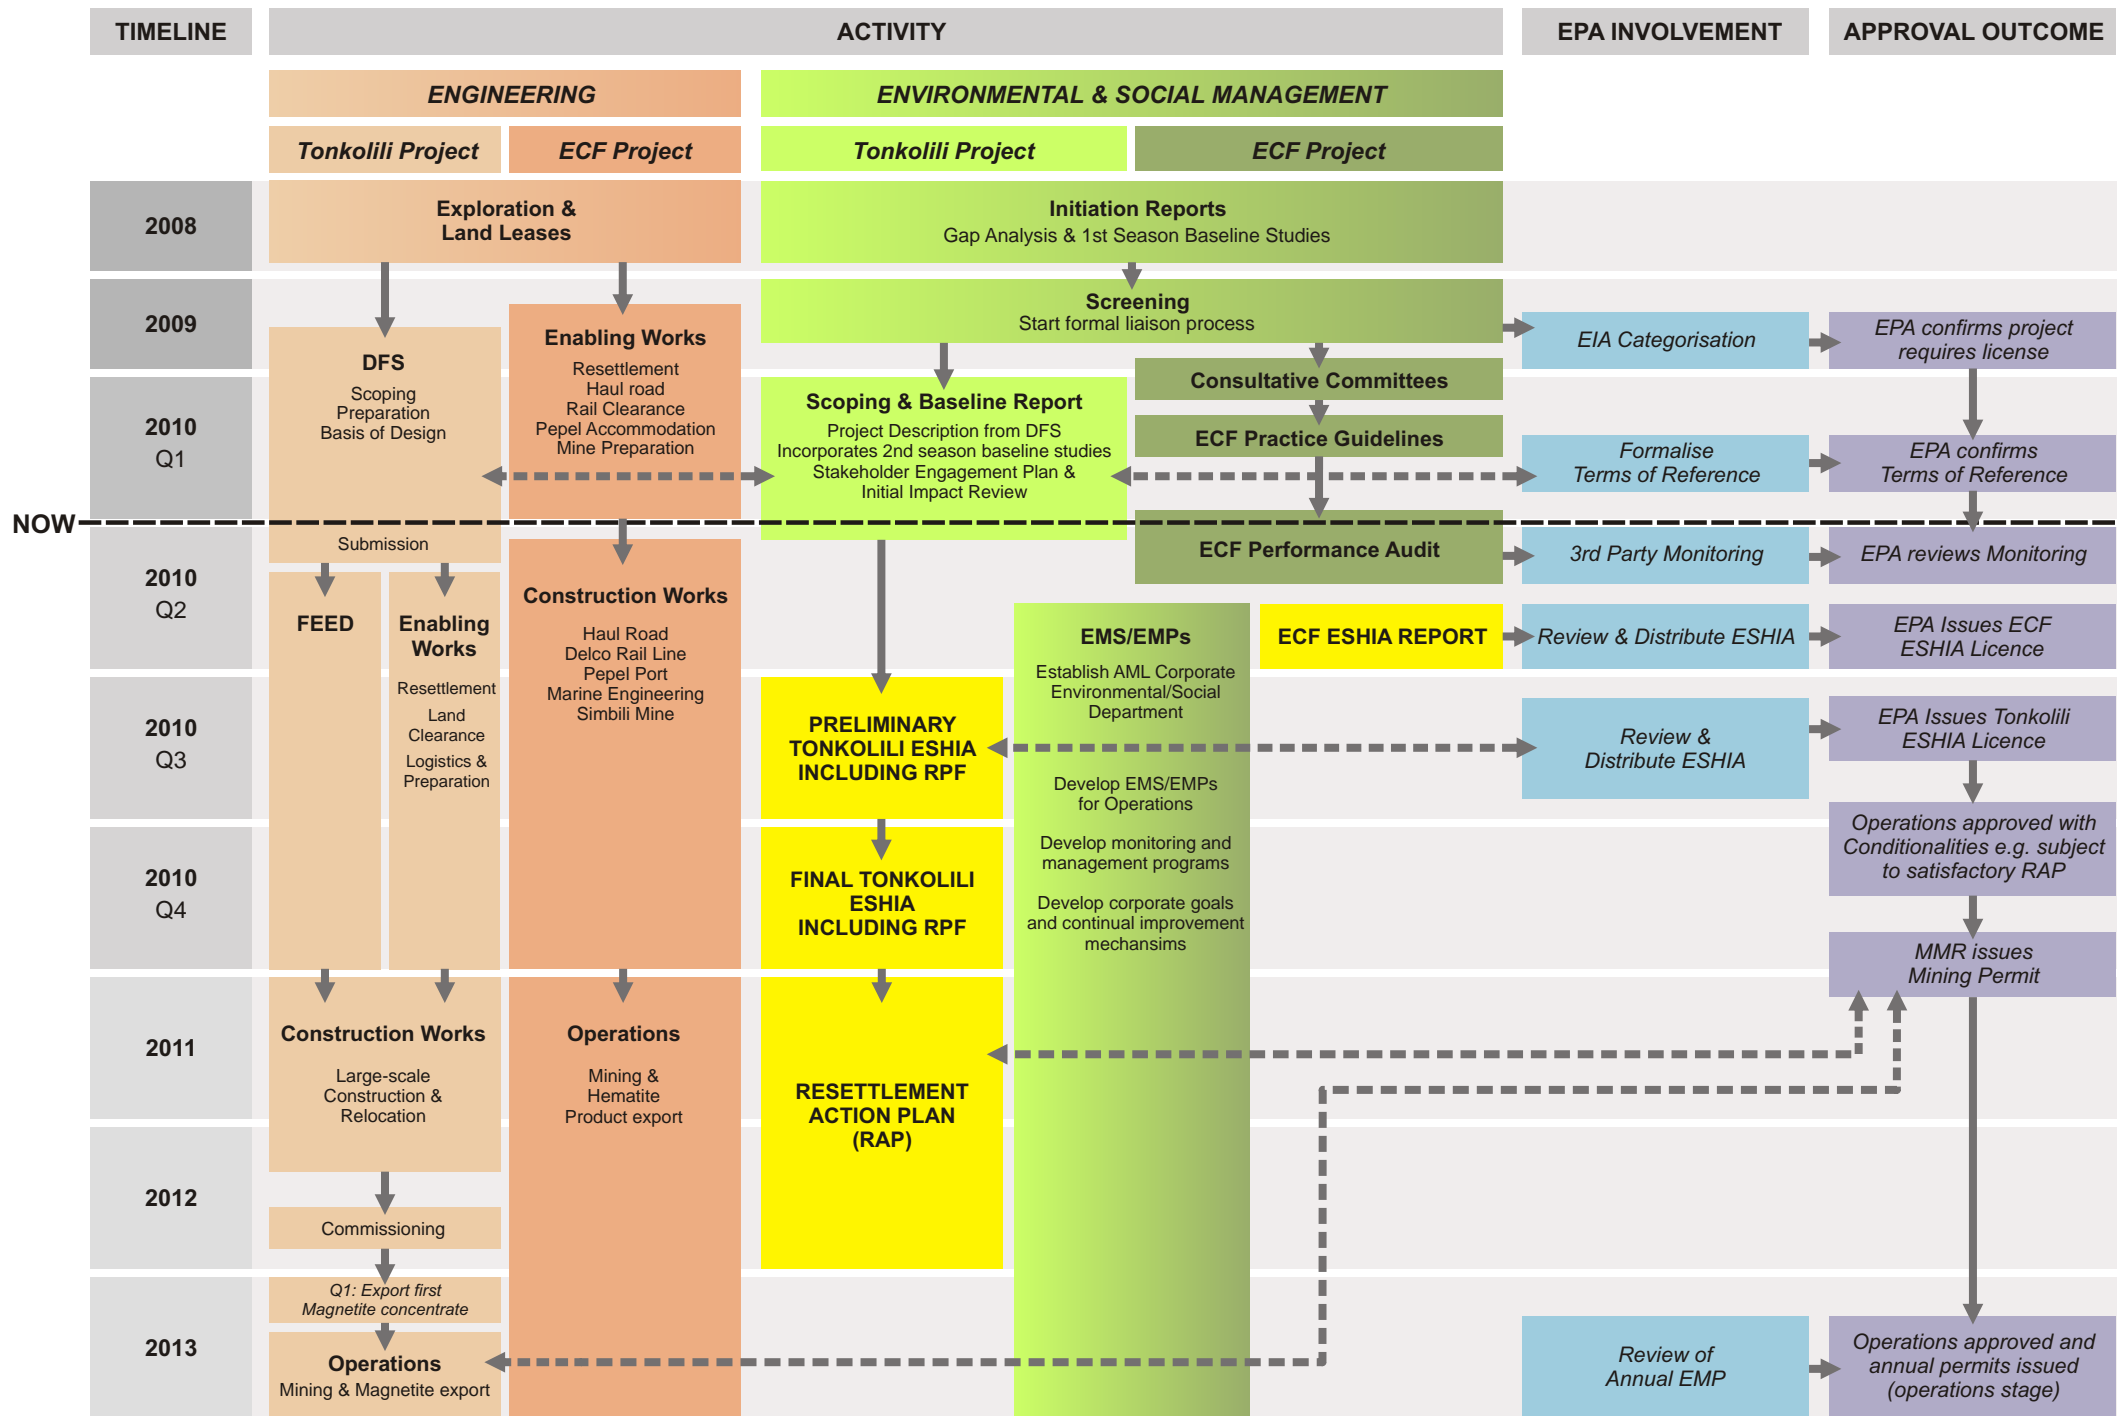 TIMELINE
ACTIVITY
EPA INVOLVEMENT
APPROVAL OUTCOME
ENGINEERING
ENVIRONMENTAL & SOCIAL MANAGEMENT
Tonkolili Project
ECF Project
Tonkolili Project
ECF Project
2008
Exploration &
Land Leases
Initiation Reports
Gap Analysis & 1st Season Baseline Studies
2009
Screening
Start formal liaison process
EIA Categorisation
EPA confirms project
requires license
DFS
Scoping
Preparation
Basis of Design
Enabling Works
Resettlement
Haul road
Rail Clearance
Pepel Accommodation
Mine Preparation
2010
Q1
Scoping & Baseline Report
Project Description from DFS
Incorporates 2nd season baseline studies
Stakeholder Engagement Plan &
Initial Impact Review
Consultative Committees
ECF Practice Guidelines
Formalise
Terms of Reference
EPA confirms
Terms of Reference
NOW
Submission
2010
Q2
ECF Performance Audit
3rd Party Monitoring
EPA reviews Monitoring
FEED
Enabling
Works
Resettlement
Land
Clearance
Logistics &
Preparation
Construction Works
Haul Road
Delco Rail Line
Pepel Port
Marine Engineering
Simbili Mine
EMS/EMPs
Establish AML Corporate
Environmental/Social
Department
Develop EMS/EMPs
for Operations
Develop monitoring and
management programs
Develop corporate goals
and continual improvement
mechansims
ECF ESHIA REPORT
Review & Distribute ESHIA
EPA Issues ECF
ESHIA Licence
2010
Q3
PRELIMINARY
TONKOLILI ESHIA
INCLUDING RPF
Review &
Distribute ESHIA
EPA Issues Tonkolili
ESHIA Licence
2010
Q4
FINAL TONKOLILI
ESHIA
INCLUDING RPF
Operations approved with
Conditionalities e.g. subject
to satisfactory RAP
MMR issues
Mining Permit
2011
Construction Works
Large-scale
Construction &
Relocation
Operations
Mining &
Hematite
Product export
RESETTLEMENT
ACTION PLAN
(RAP)
2012
Commissioning
2013
Q1: Export first
Magnetite concentrate
Operations
Mining & Magnetite export
Review of
Annual EMP
Operations approved and
annual permits issued
(operations stage)